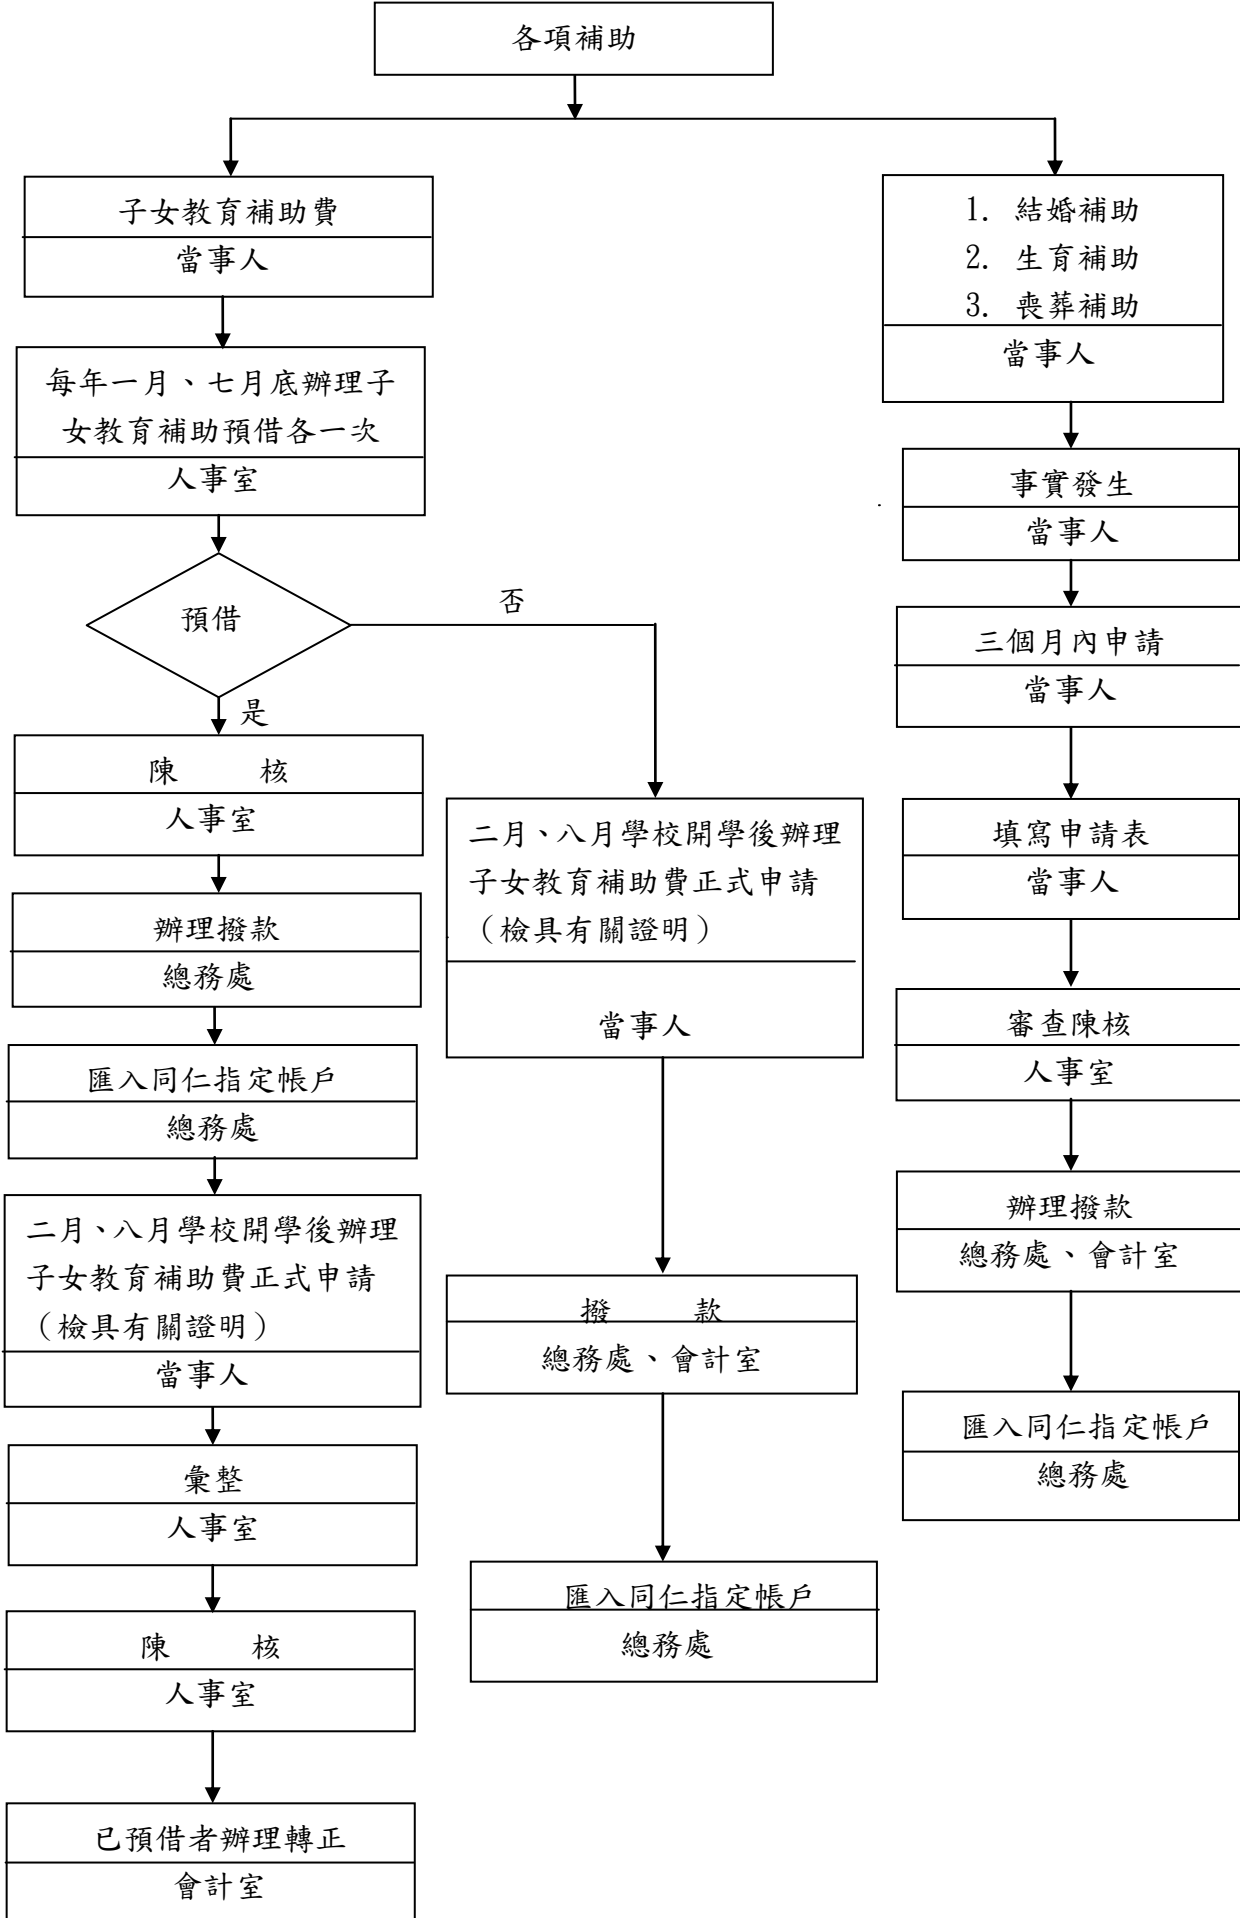 各項補助
子女教育補助費
當事人
每年一月、七月底辦理子
女教育補助預借各一次
人事室
預借
否
是
陳　　核
人事室
辦理撥款
總務處
匯入同仁指定帳戶
總務處
二月、八月學校開學後辦理
子女教育補助費正式申請
（檢具有關證明）
當事人
彙整
人事室
陳　　核
人事室
已預借者辦理轉正
會計室
二月、八月學校開學後辦理
子女教育補助費正式申請
（檢具有關證明）
當事人
撥　　款
總務處、會計室
匯入同仁指定帳戶
總務處
1. 結婚補助
2. 生育補助
3. 喪葬補助
當事人
事實發生
當事人
三個月內申請
當事人
填寫申請表
當事人
審查陳核
人事室
辦理撥款
總務處、會計室
匯入同仁指定帳戶
總務處